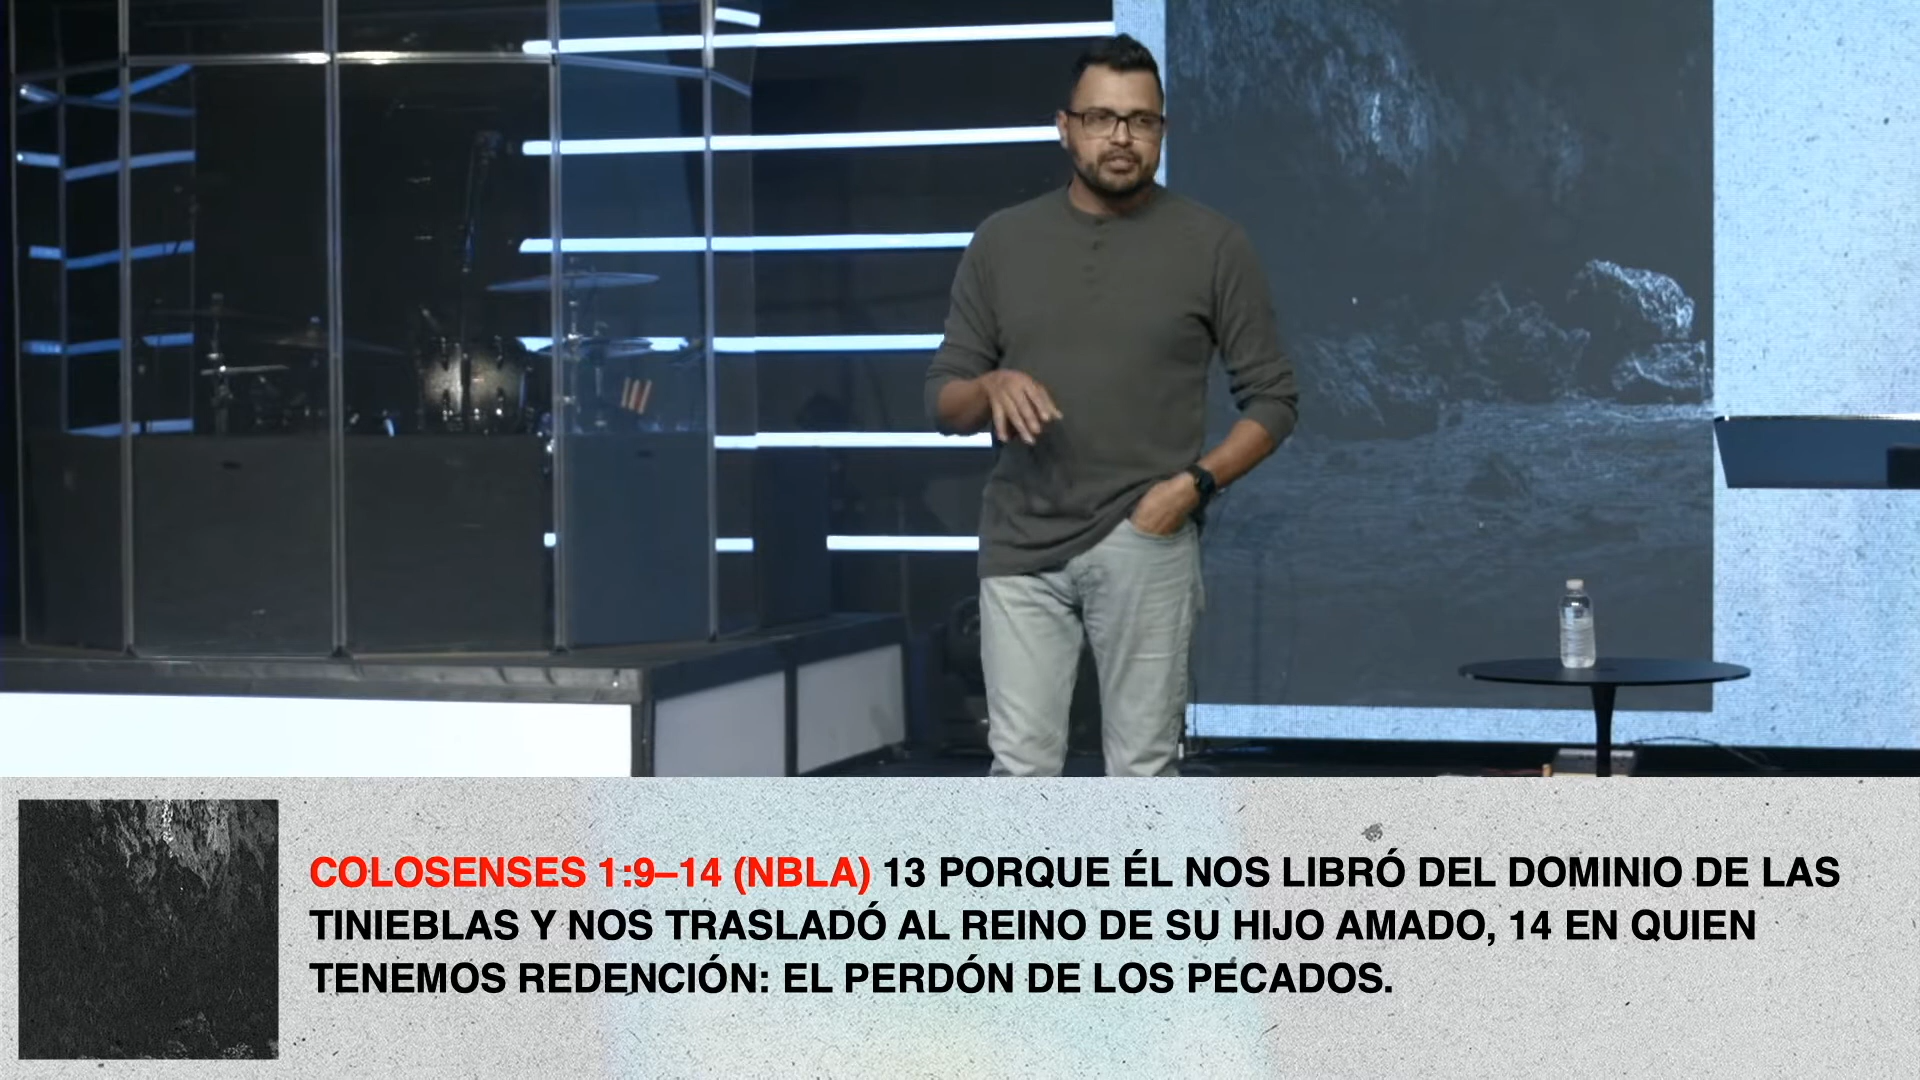 COLOSENSES 1:9–14 (NBLA) 13 PORQUE ÉL NOS LIBRÓ DEL DOMINIO DE LAS
TINIEBLAS Y NOS TRASLADÓ AL REINO DE SU HIJO AMADO, 14 EN QUIEN
TENEMOS REDENCIÓN: EL PERDÓN DE LOS PECADOS.